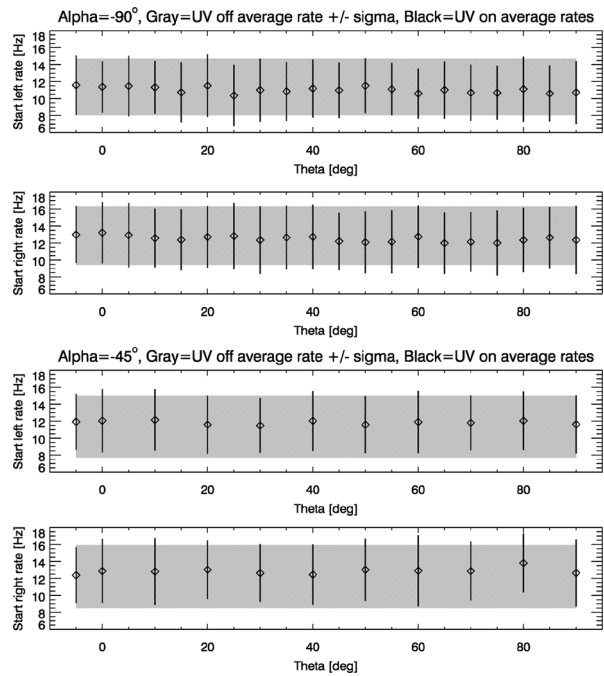 Alpha=-90°, Gray=UV off average rate +/- sigma, Black=UV on average rates
Start left rate [Hz]
18
16
14
12
10
8
6
0 20 40 60 80
Theta [deg]
Start right rate [Hz]
18
16
14
12
10
8
6
0 20 40 60 80
Theta [deg]
Alpha=-45°, Gray=UV off average rate +/- sigma, Black=UV on average rates
Start left rate [Hz]
18
16
14
12
10
8
6
0 20 40 60 80
Theta [deg]
Start right rate [Hz]
18
16
14
12
10
8
6
0 20 40 60 80
Theta [deg]